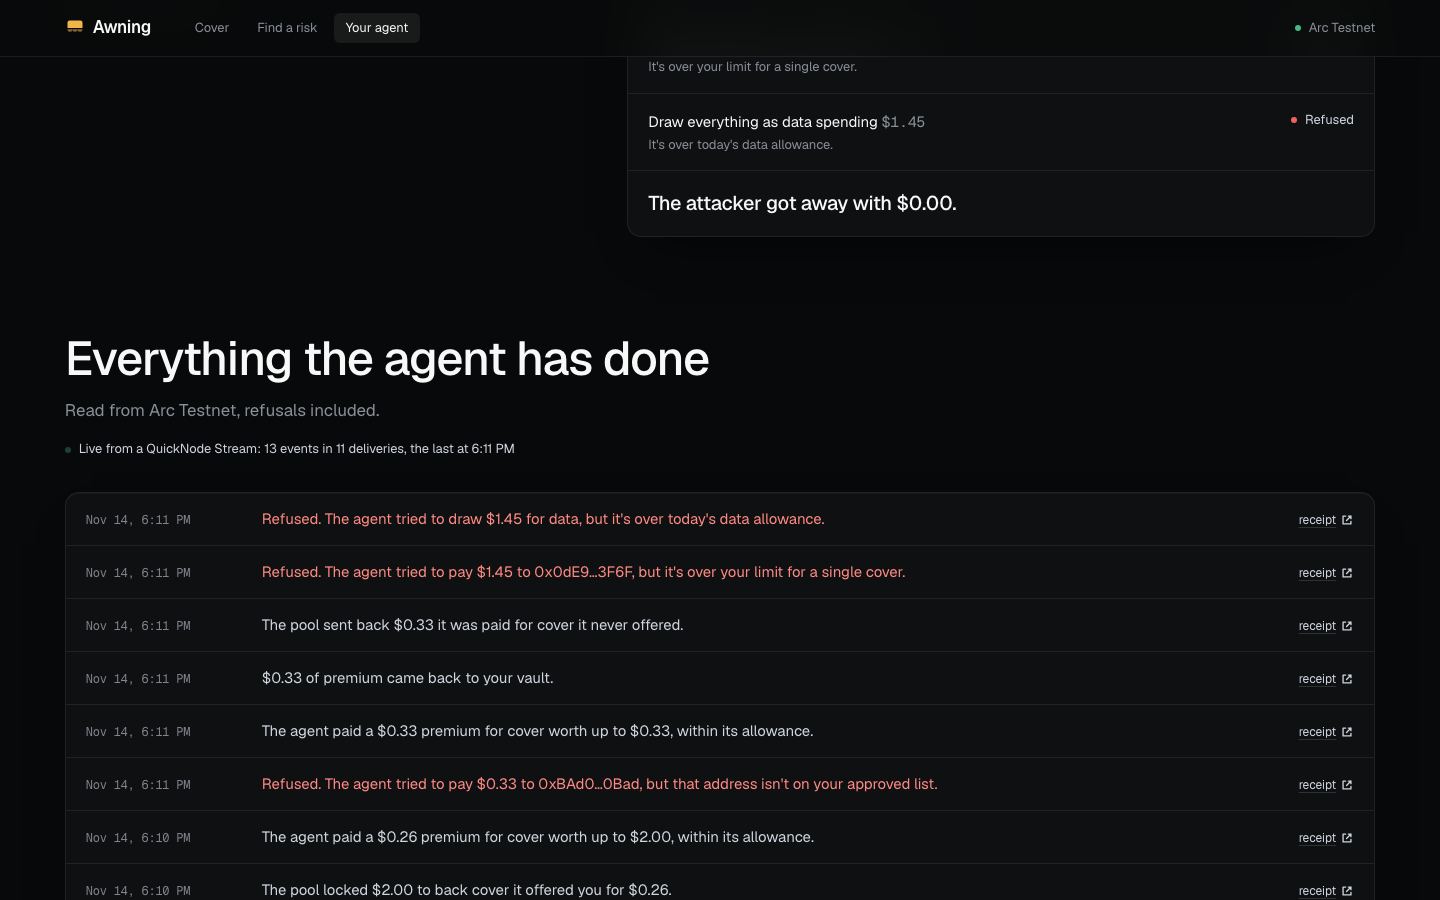 Awning
Cover
Find a risk
Your agent
Arc Testnet
It's over your limit for a single cover.
Draw everything as data spending $1.45
Refused
It's over today's data allowance.
The attacker got away with $0.00.
Everything the agent has done
Read from Arc Testnet, refusals included.
Live from a QuickNode Stream: 13 events in 11 deliveries, the last at 6:11 PM
Nov 14, 6:11 PM Refused. The agent tried to draw $1.45 for data, but it's over today's data allowance. receipt
Nov 14, 6:11 PM Refused. The agent tried to pay $1.45 to 0x0dE9…3F6F, but it's over your limit for a single cover. receipt
Nov 14, 6:11 PM The pool sent back $0.33 it was paid for cover it never offered. receipt
Nov 14, 6:11 PM $0.33 of premium came back to your vault. receipt
Nov 14, 6:11 PM The agent paid a $0.33 premium for cover worth up to $0.33, within its allowance. receipt
Nov 14, 6:11 PM Refused. The agent tried to pay $0.33 to 0xBAd0…0Bad, but that address isn't on your approved list. receipt
Nov 14, 6:10 PM The agent paid a $0.26 premium for cover worth up to $2.00, within its allowance. receipt
Nov 14, 6:10 PM The pool locked $2.00 to back cover it offered you for $0.26. receipt